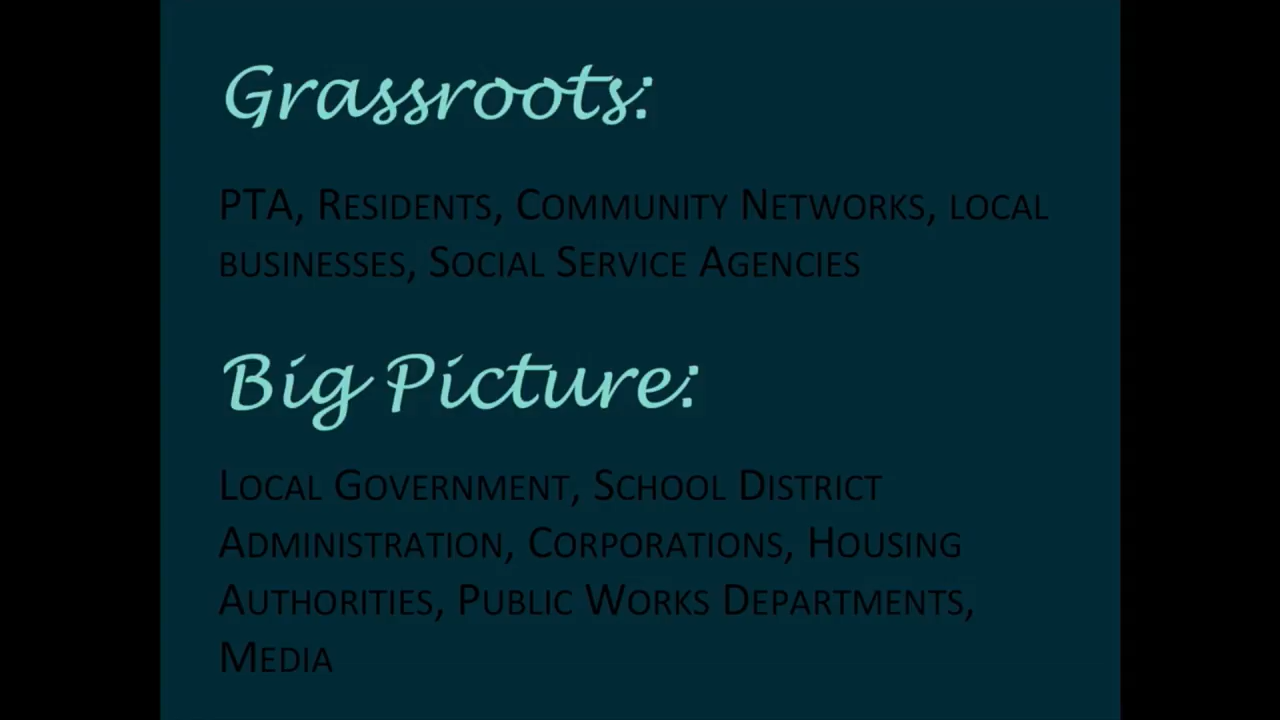 Grassroots:
PTA, Residents, Community Networks, local
businesses, Social Service Agencies
Big Picture:
Local Government, School District
Administration, Corporations, Housing
Authorities, Public Works Departments,
Media